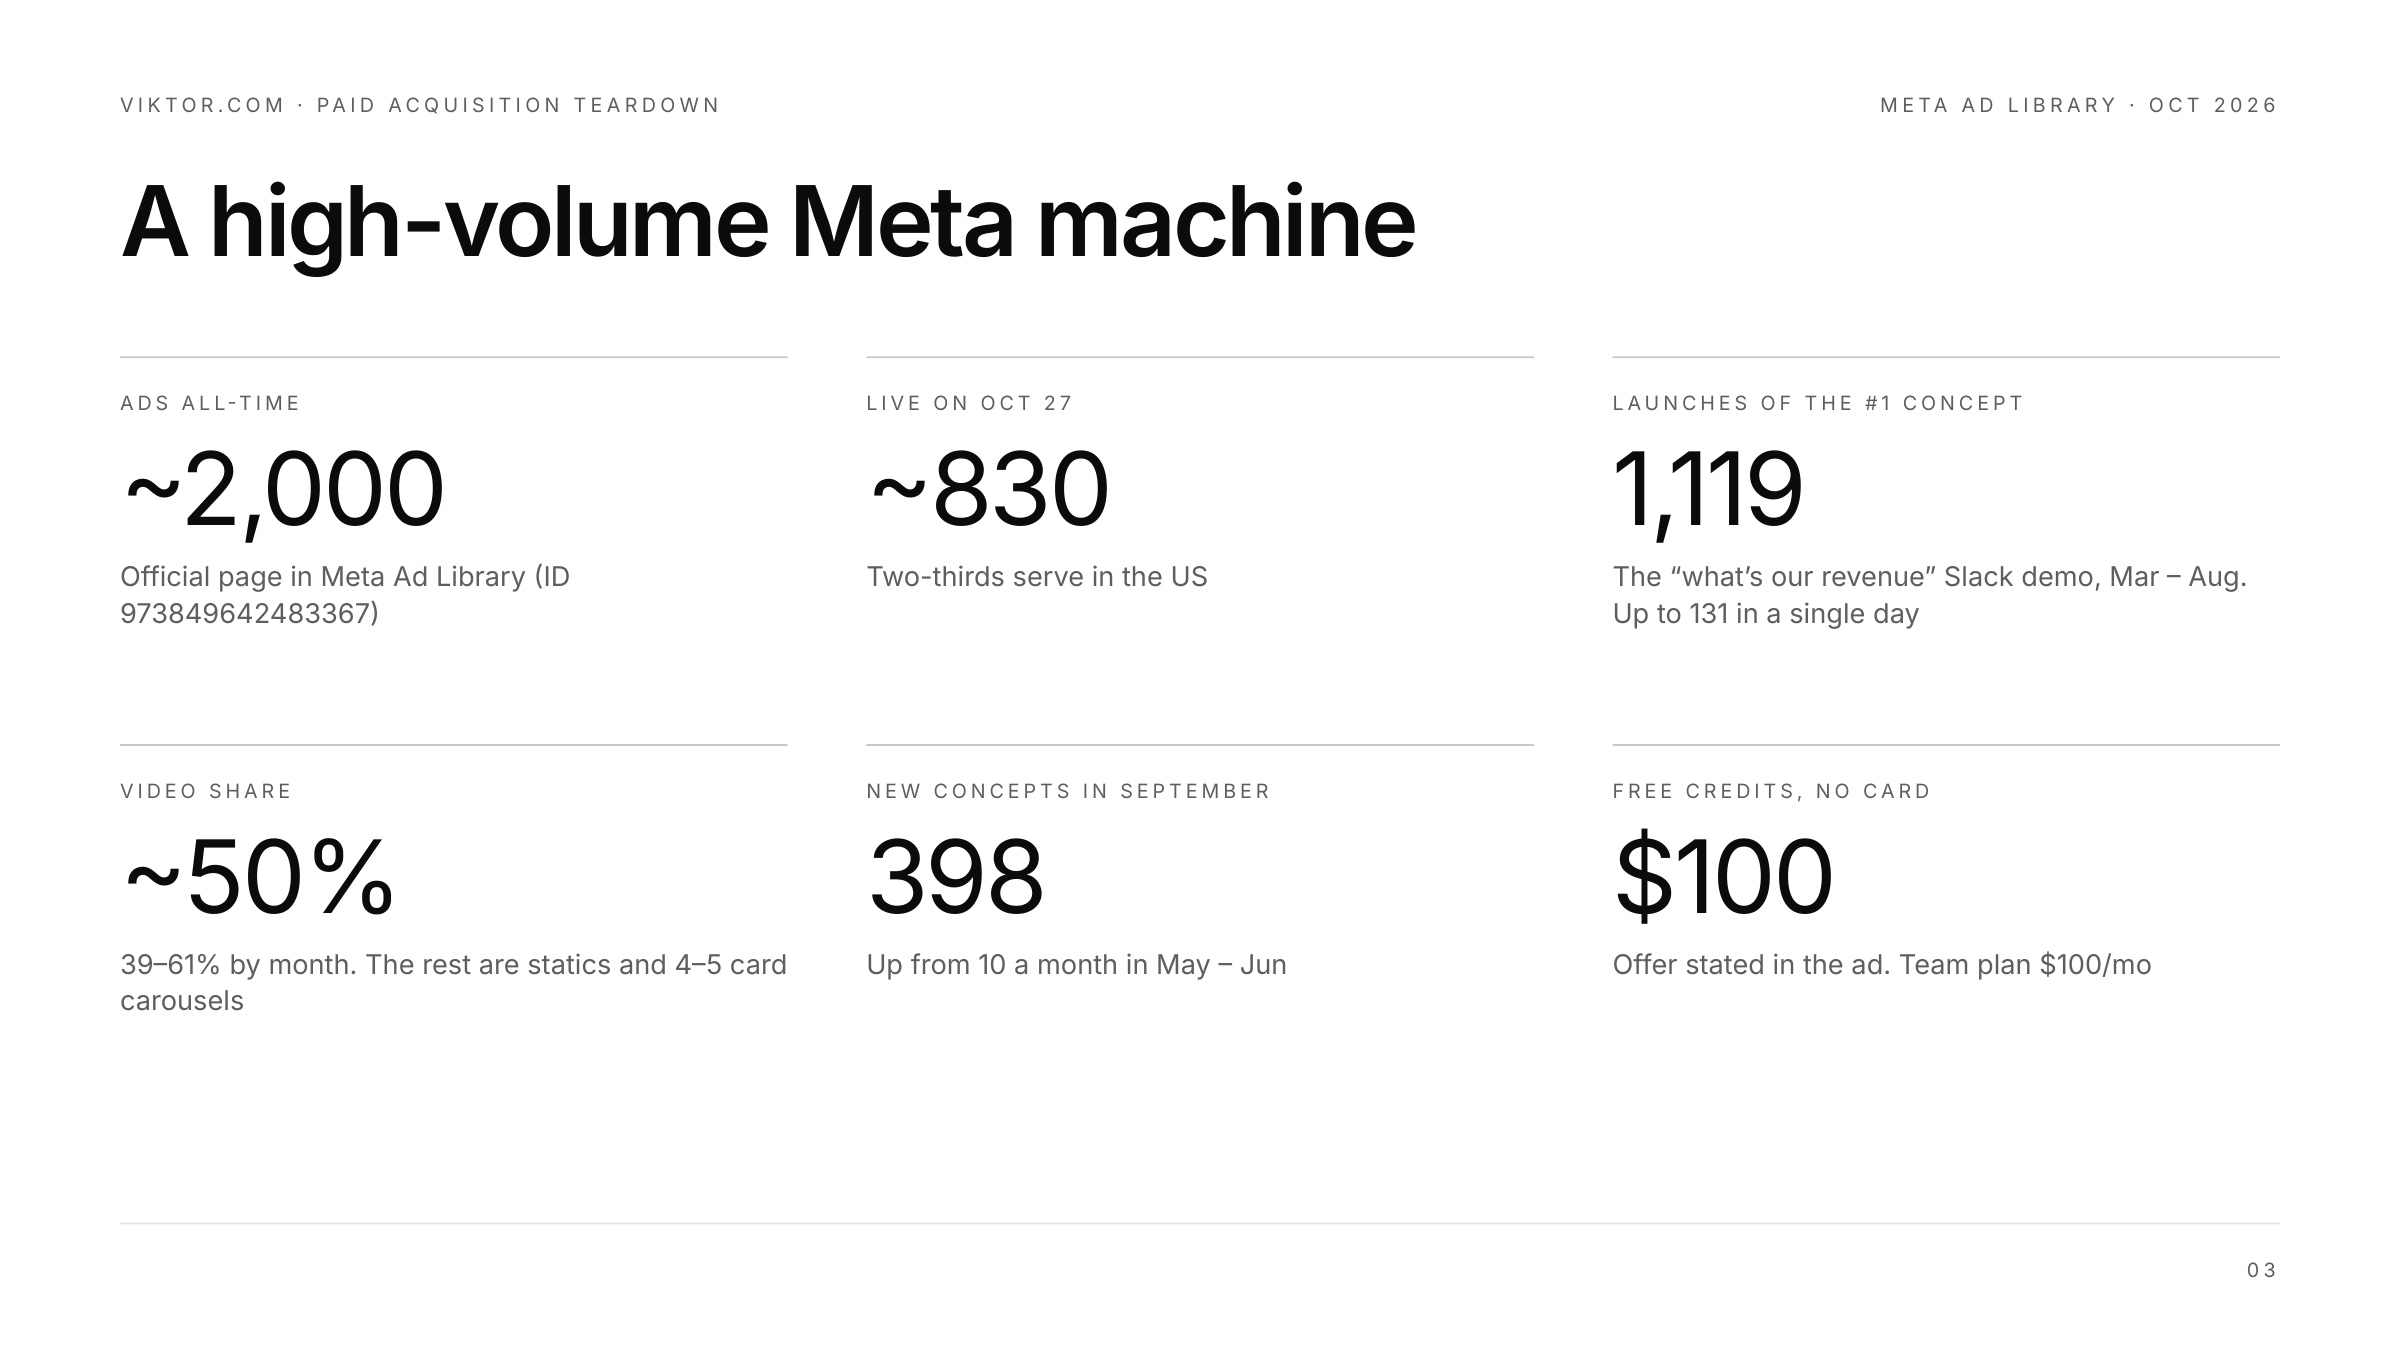 VIKTOR.COM · PAID ACQUISITION TEARDOWN
META AD LIBRARY · OCT 2026
A high-volume Meta machine
ADS ALL-TIME
~2,000
Official page in Meta Ad Library (ID
973849642483367)
LIVE ON OCT 27
~830
Two-thirds serve in the US
LAUNCHES OF THE #1 CONCEPT
1,119
The “what’s our revenue” Slack demo, Mar – Aug.
Up to 131 in a single day
VIDEO SHARE
~50%
39–61% by month. The rest are statics and 4–5 card
carousels
NEW CONCEPTS IN SEPTEMBER
398
Up from 10 a month in May – Jun
FREE CREDITS, NO CARD
$100
Offer stated in the ad. Team plan $100/mo
03